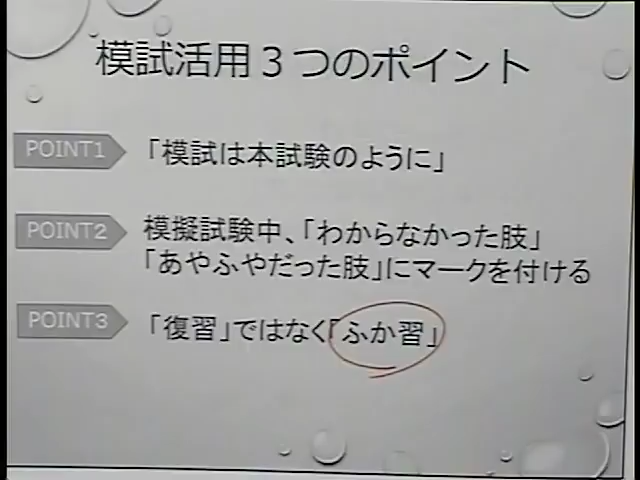 模試活用３つのポイント
POINT1 「模試は本試験のように」
POINT2 模擬試験中、「わからなかった肢」
「あやふやだった肢」にマークを付ける
POINT3 「復習」ではなく「ふか習」